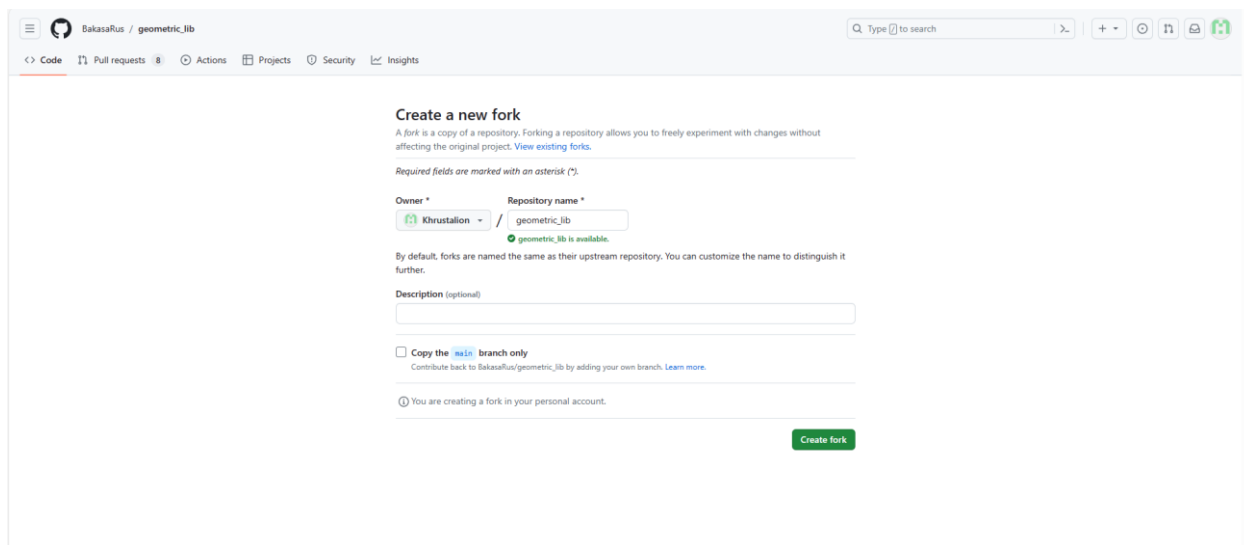 BakasaRus / geometric_lib
Type / to search
Code Pull requests 8 Actions Projects Security Insights
Create a new fork
A fork is a copy of a repository. Forking a repository allows you to freely experiment with changes without
affecting the original project. View existing forks.
Required fields are marked with an asterisk (*).
Owner * Repository name *
Khrustalion / geometric_lib
geometric_lib is available.
By default, forks are named the same as their upstream repository. You can customize the name to distinguish it
further.
Description (optional)
Copy the main branch only
Contribute back to BakasaRus/geometric_lib by adding your own branch. Learn more.
You are creating a fork in your personal account.
Create fork